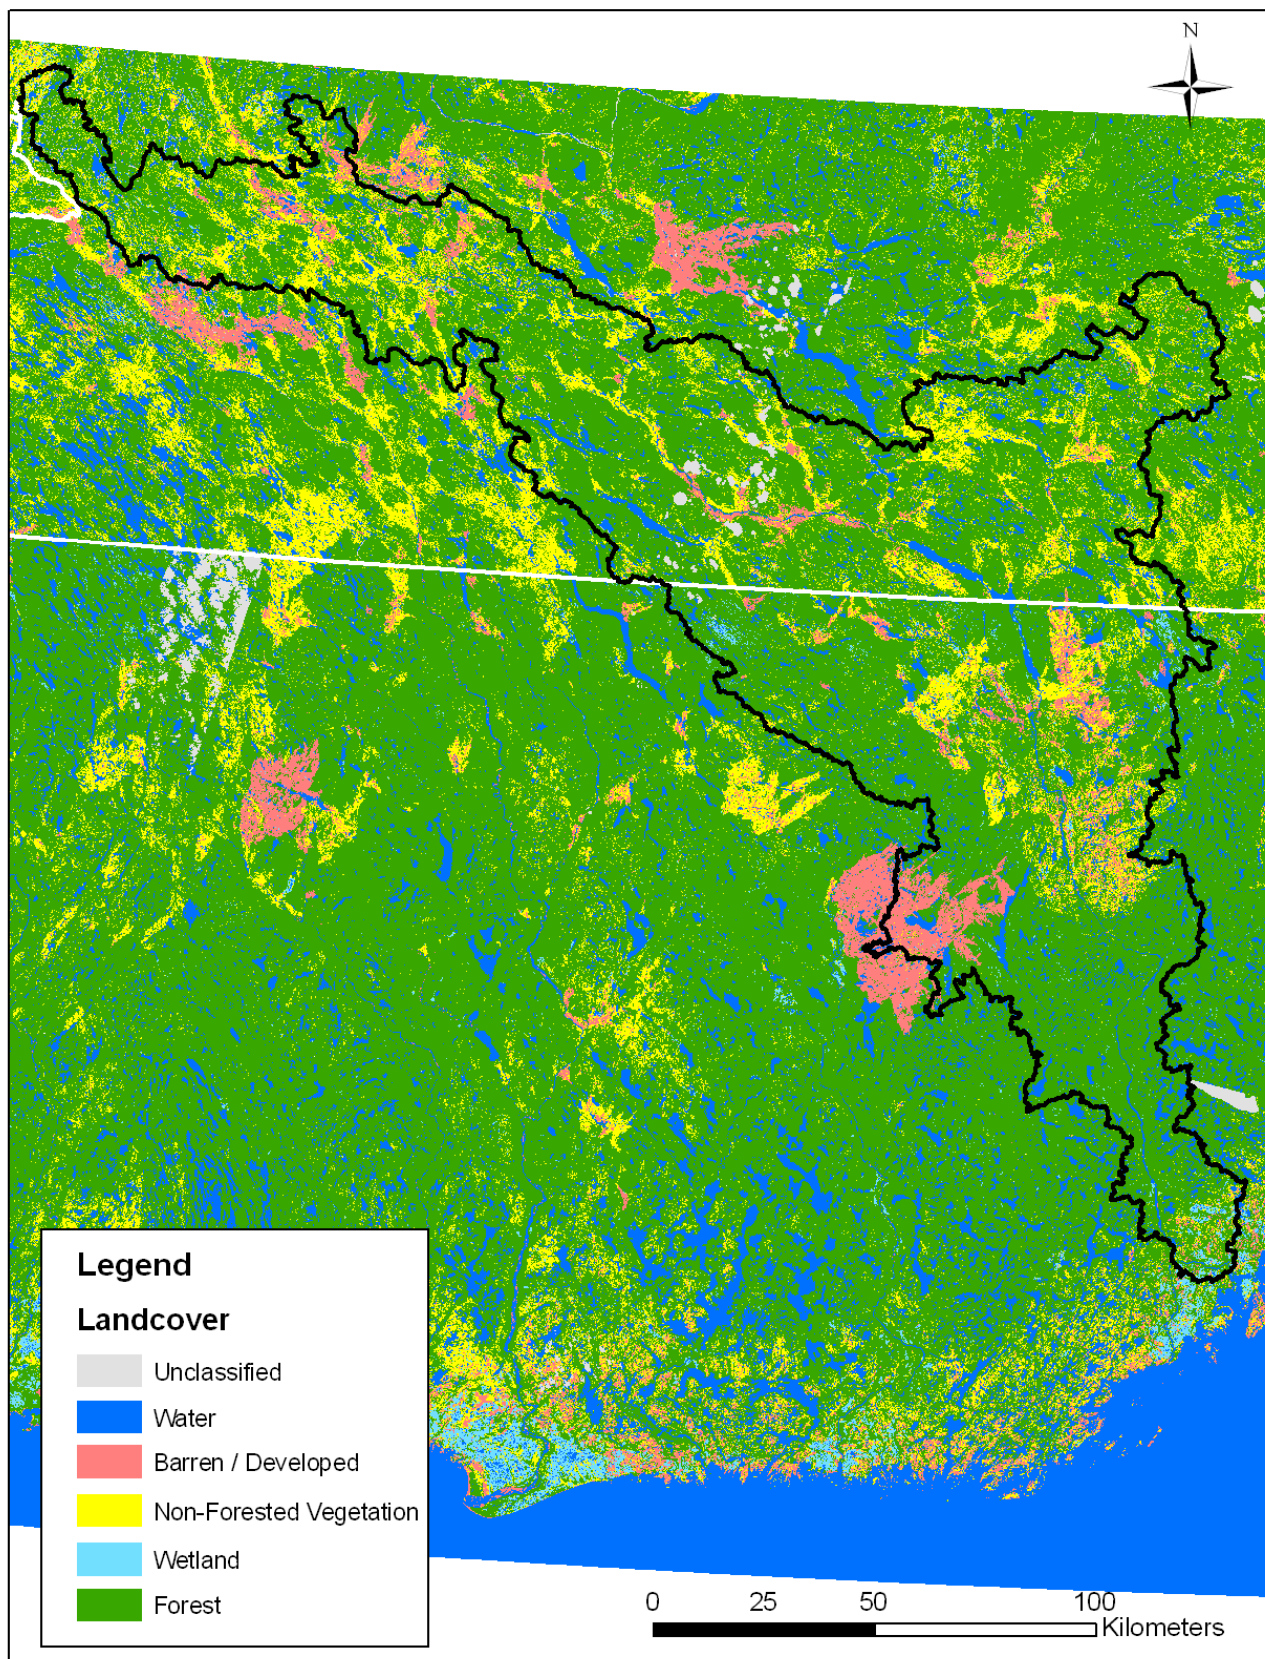 N
Legend
Landcover
Unclassified
Water
Barren / Developed
Non-Forested Vegetation
Wetland
Forest
0 25 50 100
Kilometers